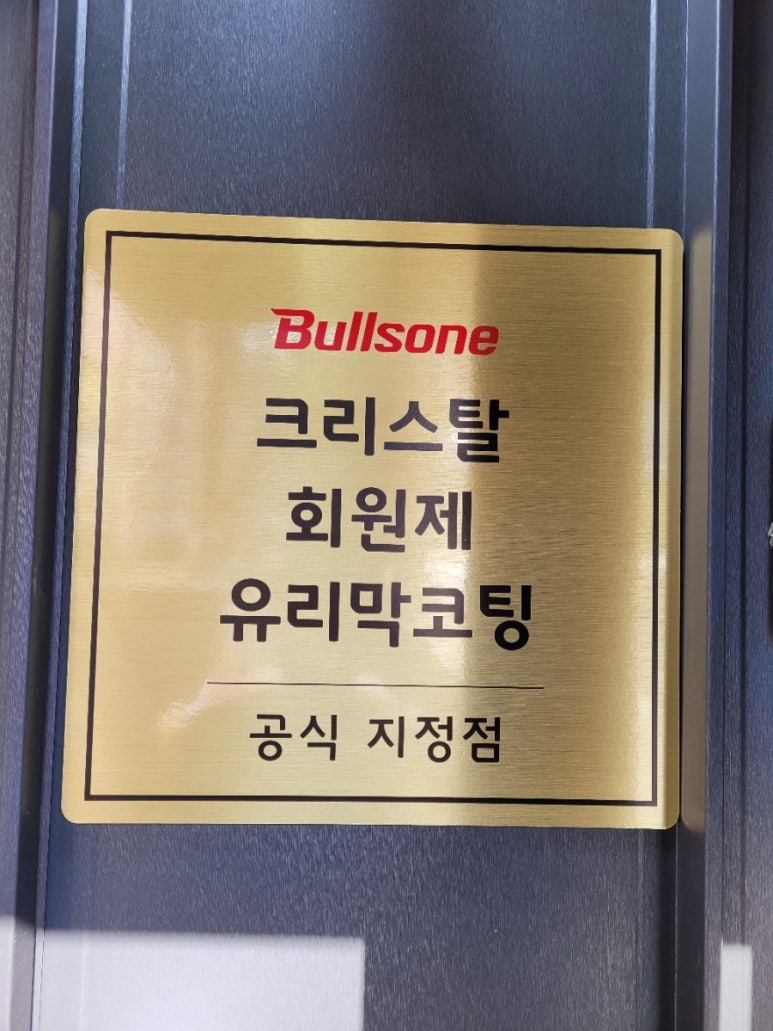 Bullsone
크리스탈
회원제
유리막코팅
공식 지정점